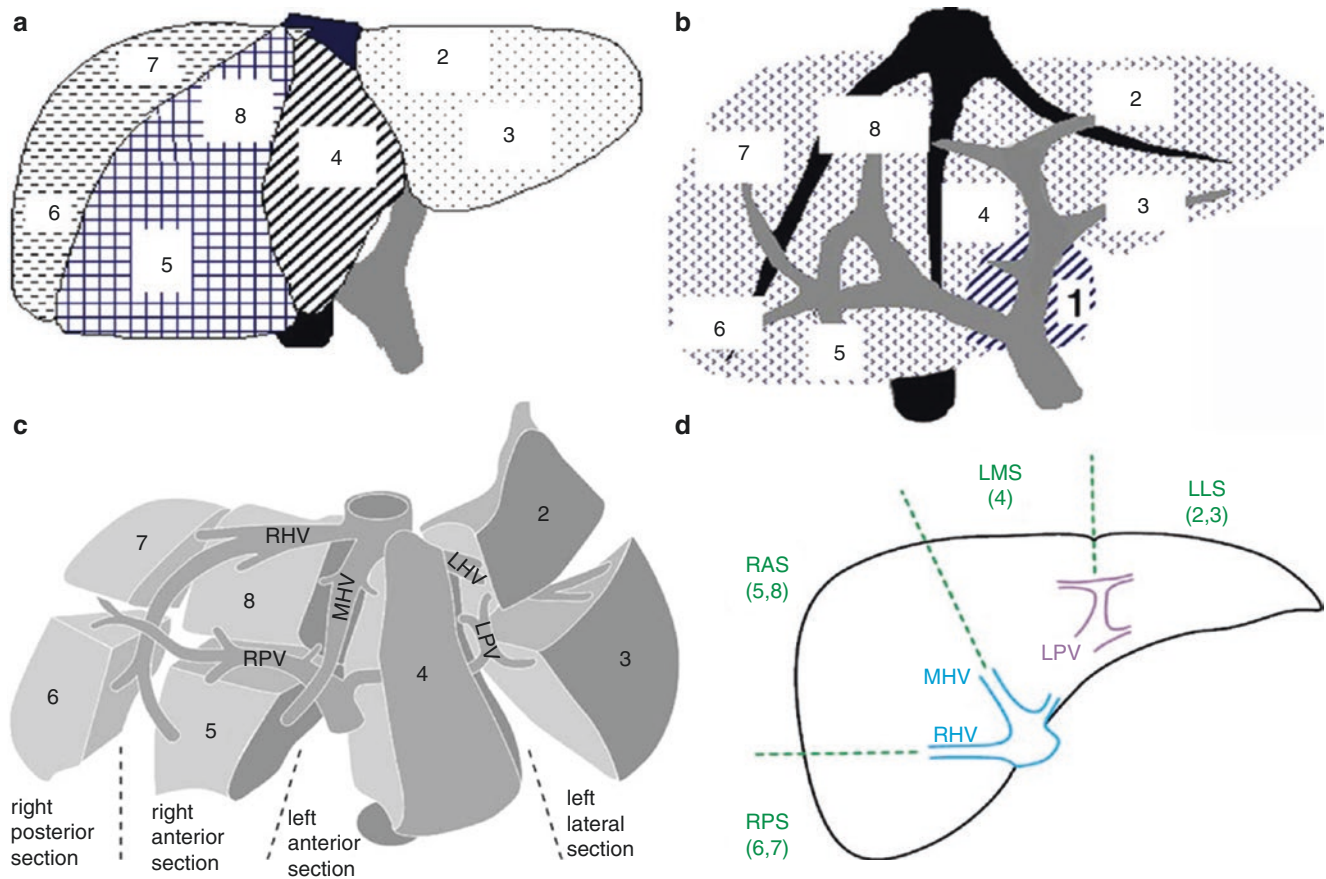 a
7
8
2
4
3
6
5
b
2
8
7
4
3
1
6
5
c
2
7
RHV
LHV
MHV
8
LPV
RPV
3
4
6
5
right
posterior
section
right
anterior
section
left
anterior
section
left
lateral
section
d
LMS
(4)
LLS
(2,3)
RAS
(5,8)
LPV
MHV
RHV
RPS
(6,7)